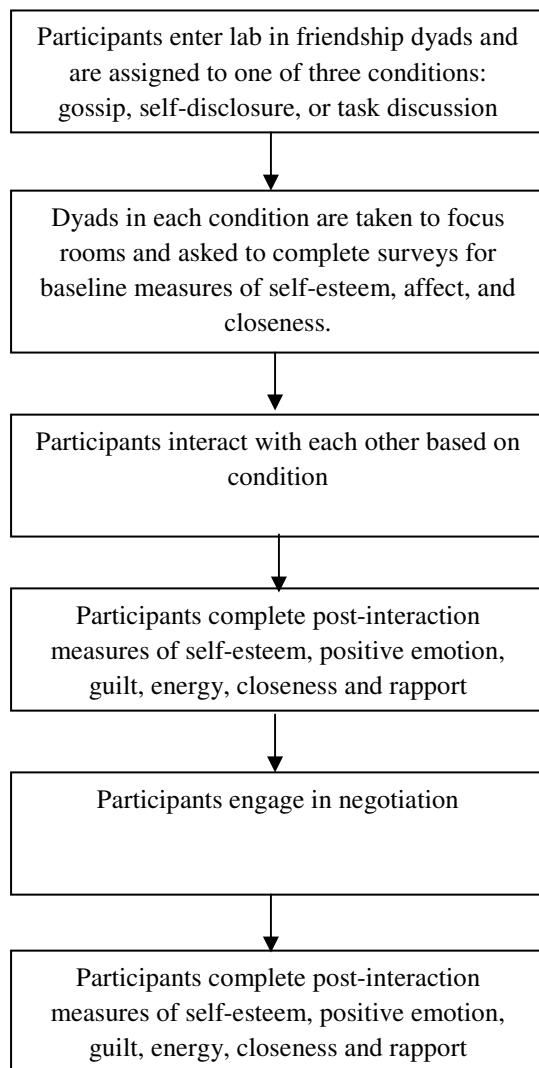 Participants enter lab in friendship dyads and
are assigned to one of three conditions:
gossip, self-disclosure, or task discussion
Dyads in each condition are taken to focus
rooms and asked to complete surveys for
baseline measures of self-esteem, affect, and
closeness.
Participants interact with each other based on
condition
Participants complete post-interaction
measures of self-esteem, positive emotion,
guilt, energy, closeness and rapport
Participants engage in negotiation
Participants complete post-interaction
measures of self-esteem, positive emotion,
guilt, energy, closeness and rapport